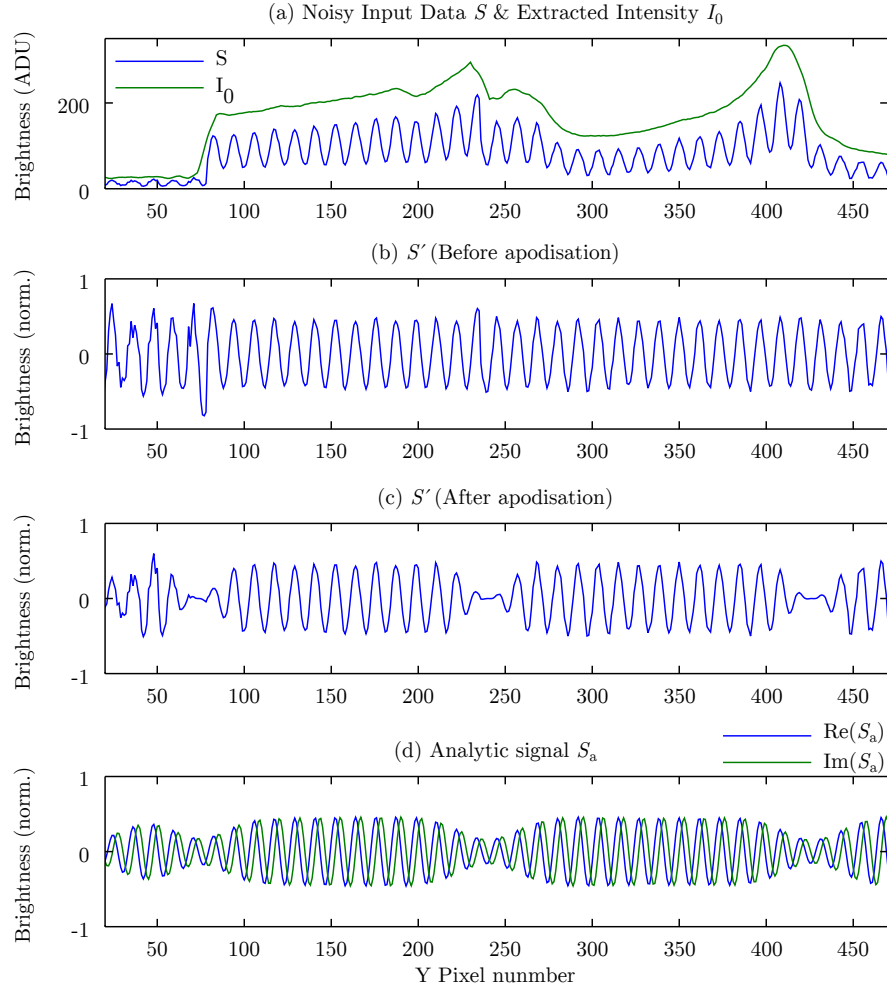 (a) Noisy Input Data S & Extracted Intensity I0
Brightness (ADU)
S
I0
200
0
50 100 150 200 250 300 350 400 450
(b) S′ (Before apodisation)
Brightness (norm.)
1
0
-1
50 100 150 200 250 300 350 400 450
(c) S′ (After apodisation)
Brightness (norm.)
1
0
-1
50 100 150 200 250 300 350 400 450
Re(Sa)
(d) Analytic signal Sa
Im(Sa)
Brightness (norm.)
1
0
-1
50 100 150 200 250 300 350 400 450
Y Pixel nunmber